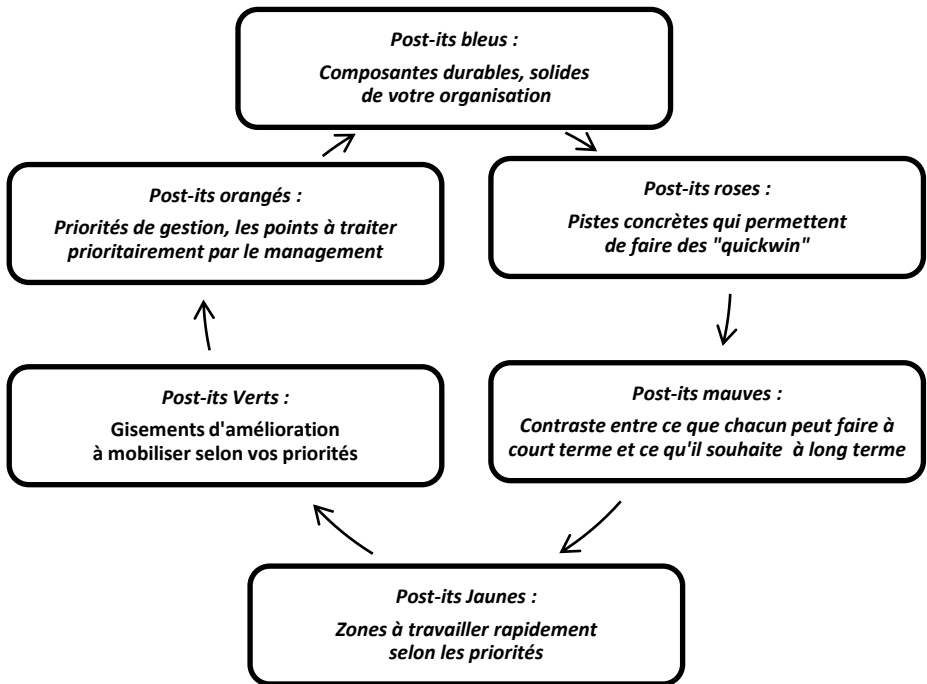 Post-its bleus :
Composantes durables, solides
de votre organisation
Post-its roses :
Pistes concrètes qui permettent
de faire des "quickwin"
Post-its mauves :
Contraste entre ce que chacun peut faire à
court terme et ce qu'il souhaite à long terme
Post-its Jaunes :
Zones à travailler rapidement
selon les priorités
Post-its Verts :
Gisements d'amélioration
à mobiliser selon vos priorités
Post-its orangés :
Priorités de gestion, les points à traiter
prioritairement par le management